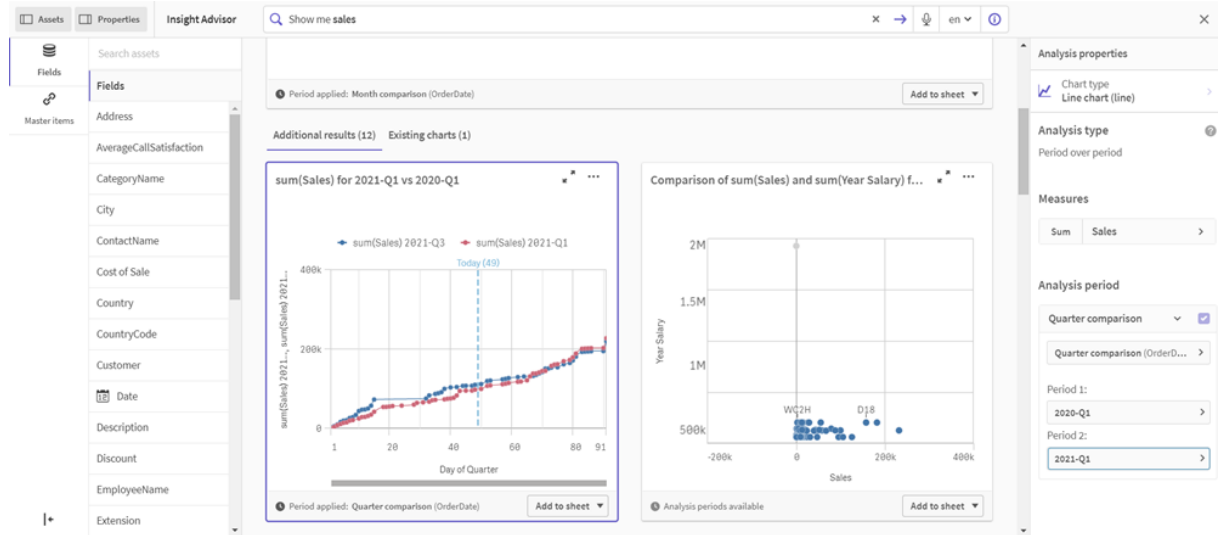 Assets
Properties
Insight Advisor
Show me sales
en
Fields
Master items
Search assets
Fields
Address
AverageCallSatisfaction
CategoryName
City
ContactName
Cost of Sale
Country
CountryCode
Customer
Date
Description
Discount
EmployeeName
Extension
Period applied: Month comparison (OrderDate)
Add to sheet
Additional results (12)
Existing charts (1)
sum(Sales) for 2021-Q1 vs 2020-Q1
sum(Sales) 2021-Q3
sum(Sales) 2021-Q1
Today (49)
sum(Sales) 2021..., sum(Sales) 2021...
400k
200k
0
1 20 40 60 80 91
Day of Quarter
Period applied: Quarter comparison (OrderDate)
Add to sheet
Comparison of sum(Sales) and sum(Year Salary) f...
Year Salary
2M
1.5M
1M
500k
WC2H
D18
-200k 0 200k 400k
Sales
Analysis periods available
Add to sheet
Analysis properties
Chart type
Line chart (line)
Analysis type
Period over period
Measures
Sum Sales
Analysis period
Quarter comparison
Quarter comparison (OrderD...
Period 1:
2020-Q1
Period 2:
2021-Q1